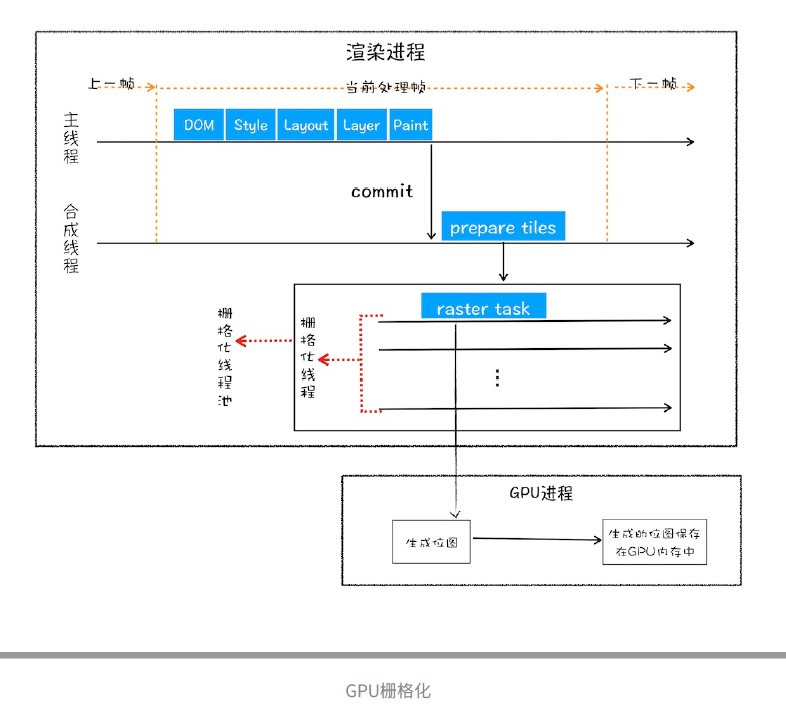 渲染进程
上一帧
当前处理帧
下一帧
主线程
DOM
Style
Layout
Layer
Paint
commit
合成线程
prepare tiles
栅格化线程池
栅格化线程
raster task
GPU进程
生成位图
生成的位图保存
在GPU内存中
GPU栅格化